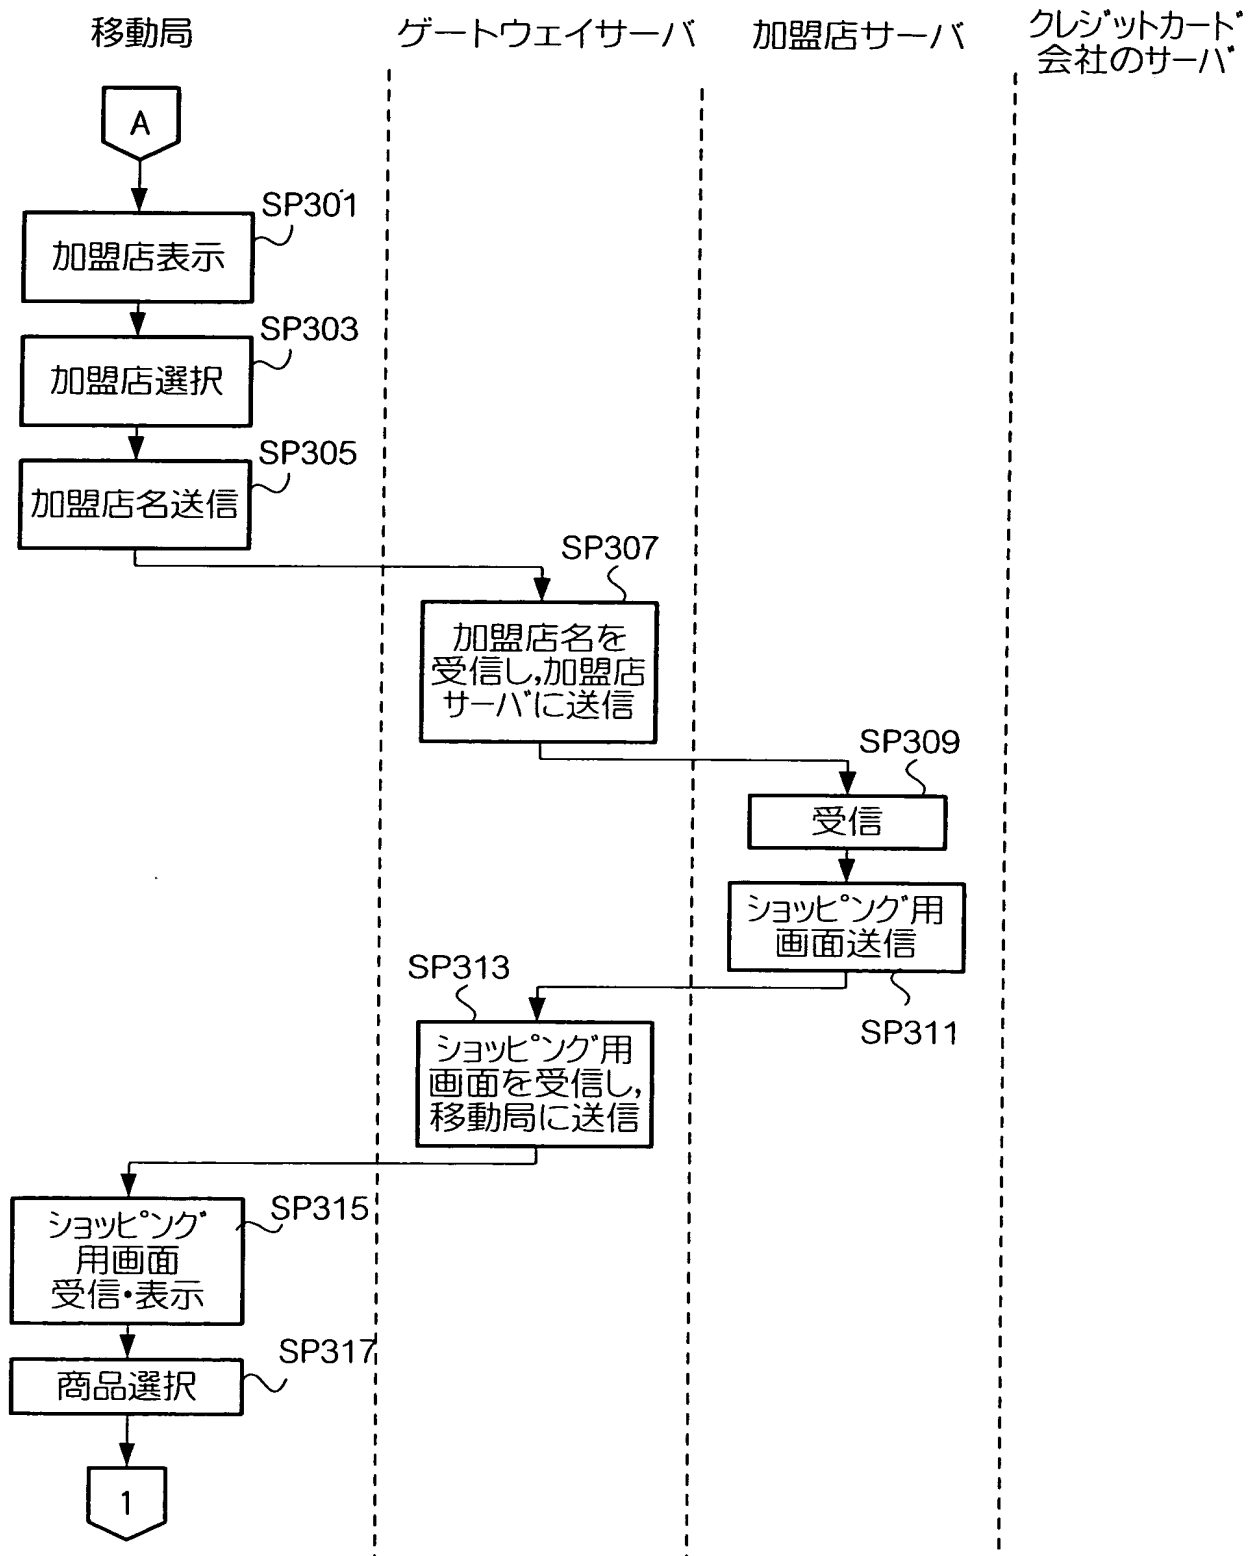 移動局
ゲートウェイサーバ
加盟店サーバ
クレジットカード
会社のサーバ
A
SP301
加盟店表示
SP303
加盟店選択
SP305
加盟店名送信
SP307
加盟店名を
受信し,加盟店
サーバに送信
SP309
受信
ショッピング用
画面送信
SP311
SP313
ショッピング用
画面を受信し,
移動局に送信
SP315
ショッピング
用画面
受信・表示
SP317
商品選択
1